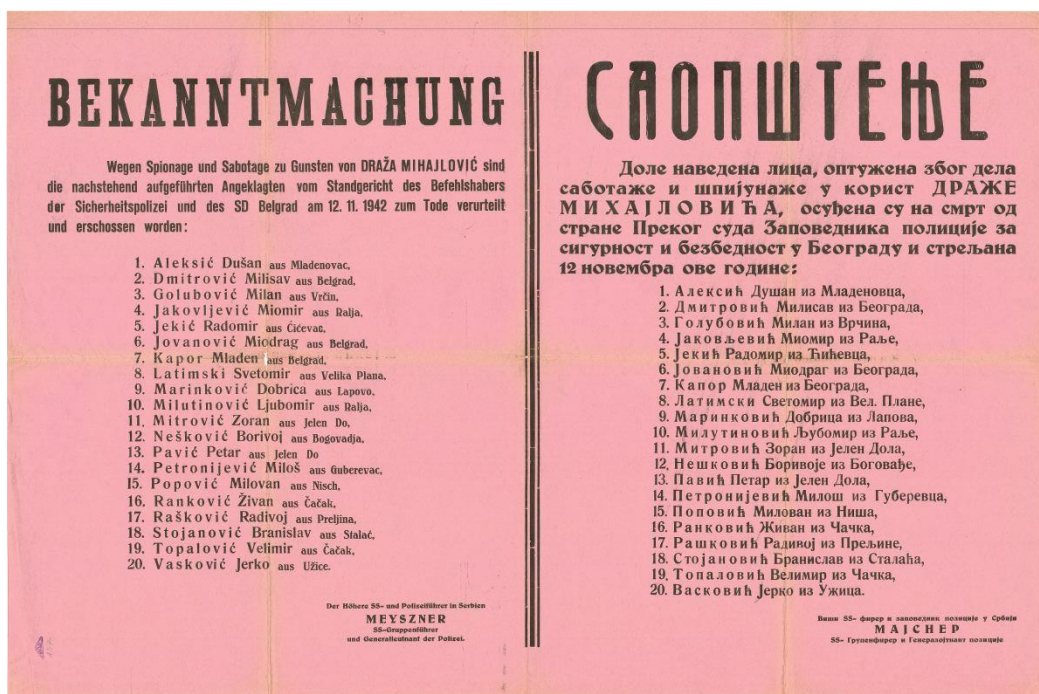 BEKANNTMACHUNG
Wegen Spionage und Sabotage zu Gunsten von DRAŽA MIHAJLOVIĆ sind
die nachstehend aufgeführten Angeklagten vom Standgericht des Befehlshabers
der Sicherheitspolizei und des SD Belgrad am 12. 11. 1942 zum Tode verurteilt
und erschossen worden:
1. Aleksić Dušan aus Mladenovac,
2. Dmitrović Milisav aus Belgrad,
3. Golubović Milan aus Vrčin,
4. Jakovljević Miomir aus Ralja,
5. Jekić Radomir aus Ćićevac,
6. Jovanović Miodrag aus Belgrad,
7. Kapor Mladen aus Belgrad,
8. Latimski Svetomir aus Velika Plana,
9. Marinković Dobrica aus Lapovo,
10. Milutinović Ljubomir aus Ralja,
11. Mitrović Zoran aus Jelen Do,
12. Nešković Borivoj aus Bogovadja,
13. Pavić Petar aus Jelen Do
14. Petronijević Miloš aus Guberevac,
15. Popović Milovan aus Nisch,
16. Ranković Živan aus Čačak,
17. Rašković Radivoj aus Preljina,
18. Stojanović Branislav aus Stalać,
19. Topalović Velimir aus Čačak,
20. Vasković Jerko aus Užice.
Der Höhere SS- und Polizeiführer in Serbien
MEYSZNER
SS-Gruppenführer
und Generalleutnant der Polizei.
САОПШТЕЊЕ
Доле наведена лица, оптужена због дела
саботаже и шпијунаже у корист ДРАЖЕ
МИХАЈЛОВИЋА, осуђена су на смрт од
стране Преког суда Заповедника полиције за
сигурност и безбедност у Београду и стрељана
12 новембра ове године:
1. Алексић Душан из Младеновца,
2. Дмитровић Милисав из Београда,
3. Голубовић Милан из Врчина,
4. Јаковљевић Миомир из Раље,
5. Јекић Радомир из Ћићевца,
6. Јовановић Миодраг из Београда,
7. Капор Младен из Београда,
8. Латимски Светомир из Вел. Плане,
9. Маринковић Добрица из Лапова,
10. Милутиновић Љубомир из Раље,
11. Митровић Зоран из Јелен Дола,
12. Нешковић Боривоје из Боговађе,
13. Павић Петар из Јелен Дола,
14. Петронијевић Милош из Губеревца,
15. Поповић Милован из Ниша,
16. Ранковић Живан из Чачка,
17. Рашковић Радивој из Прељине,
18. Стојановић Бранислав из Сталаћа,
19. Топаловић Велимир из Чачка,
20. Васковић Јерко из Ужица.
Виши SS- фирер и заповедник полиције у Србији
МАЈСНЕР
SS- Групенфирер и Генералојтнант полиције